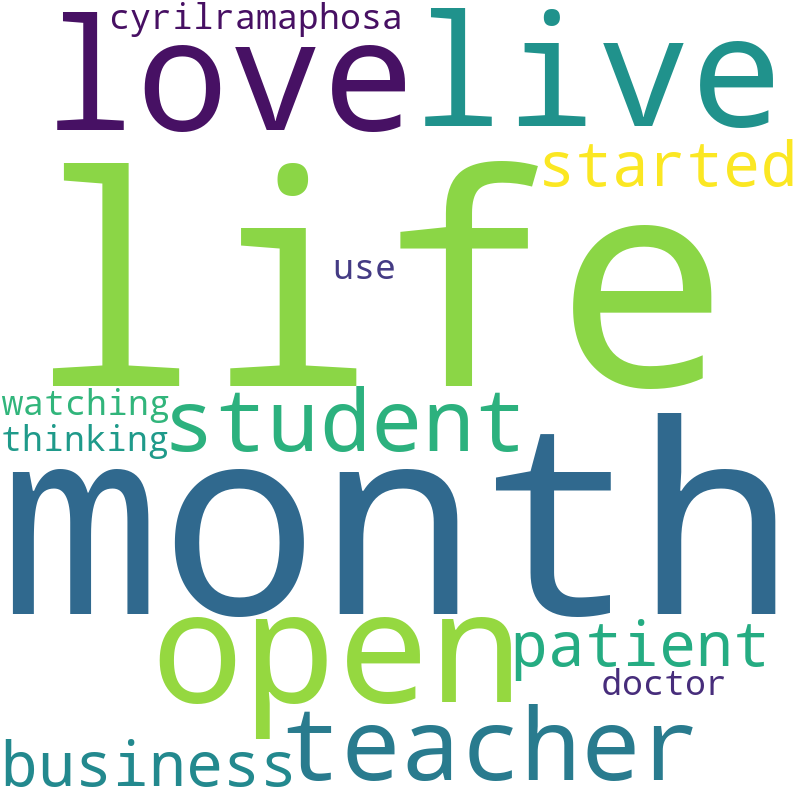 cyrilramaphosa
love live
started
life
use
watching
student
thinking
month
open
patient
doctor
teacher
business